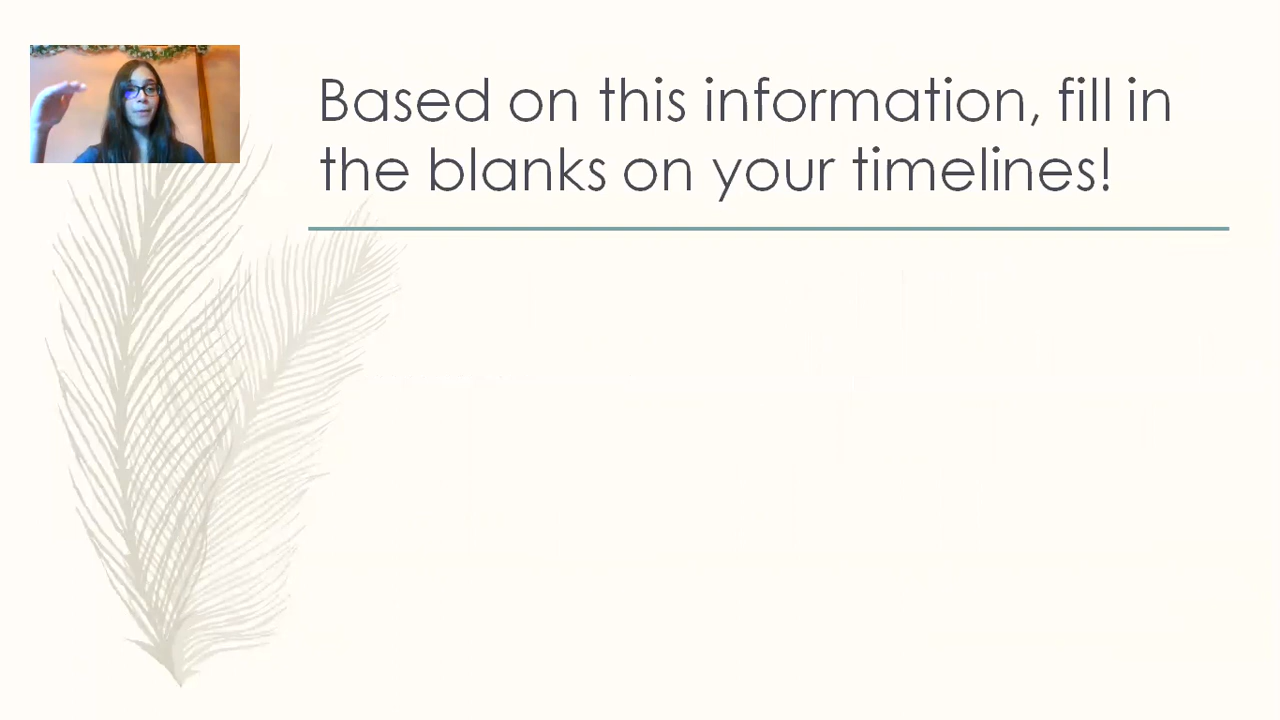 Based on this information, fill in
the blanks on your timelines!